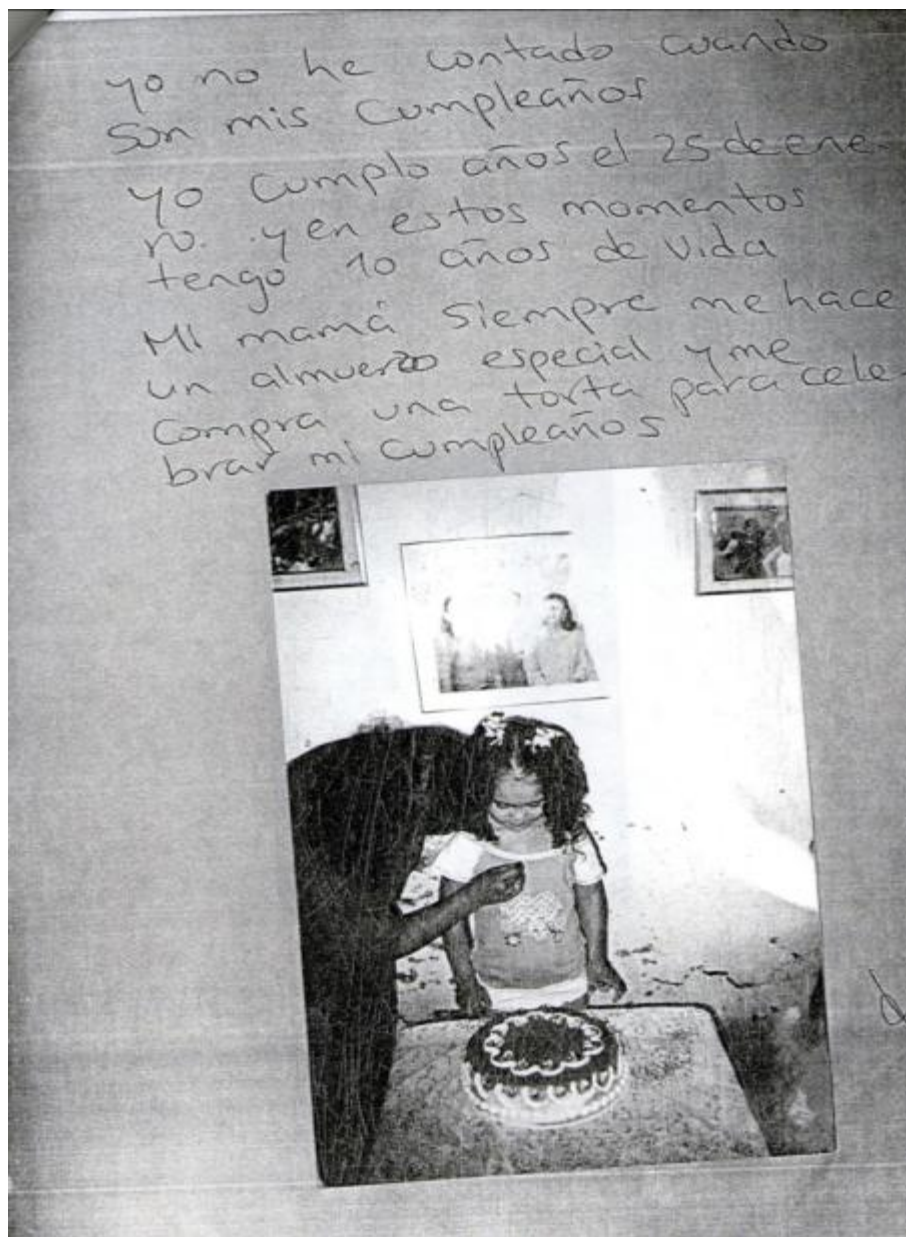 yo no he contado cuando
son mis Cumpleaños
yo cumplo años el 25 de ene-
ro. .y en estos momentos
tengo 10 años de vida
Mi mamá siempre me hace
un almuerzo especial y me
Compra una torta para cele-
brar mi cumpleaños